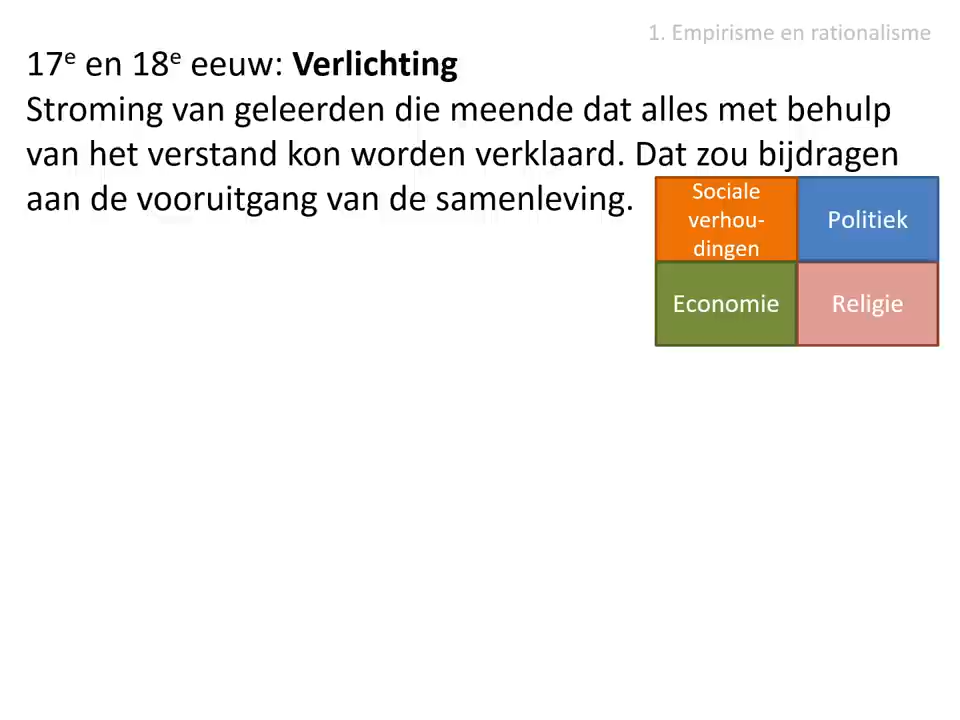 1. Empirisme en rationalisme
17e en 18e eeuw: Verlichting
Stroming van geleerden die meende dat alles met behulp
van het verstand kon worden verklaard. Dat zou bijdragen
aan de vooruitgang van de samenleving.
Sociale
verhou-
dingen
Politiek
Economie
Religie